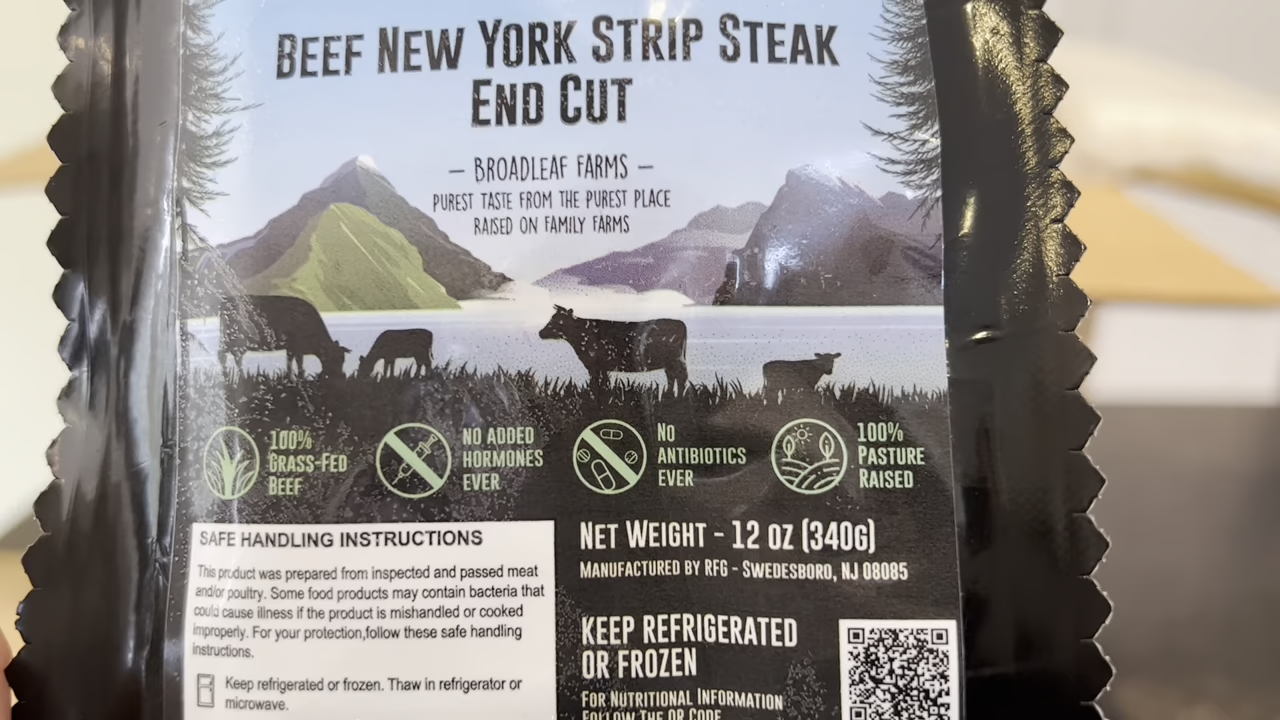 BEEF NEW YORK STRIP STEAK
END CUT
– BROADLEAF FARMS –
PUREST TASTE FROM THE PUREST PLACE
RAISED ON FAMILY FARMS
100%
GRASS-FED
BEEF
NO ADDED
HORMONES
EVER
NO
ANTIBIOTICS
EVER
100%
PASTURE
RAISED
SAFE HANDLING INSTRUCTIONS
This product was prepared from inspected and passed meat
and/or poultry. Some food products may contain bacteria that
could cause illness if the product is mishandled or cooked
improperly. For your protection,follow these safe handling
instructions.
Keep refrigerated or frozen. Thaw in refrigerator or
microwave.
NET WEIGHT - 12 OZ (340G)
MANUFACTURED BY RFG - SWEDESBORO, NJ 08085
KEEP REFRIGERATED
OR FROZEN
FOR NUTRITIONAL INFORMATION
FOLLOW THE QR CODE